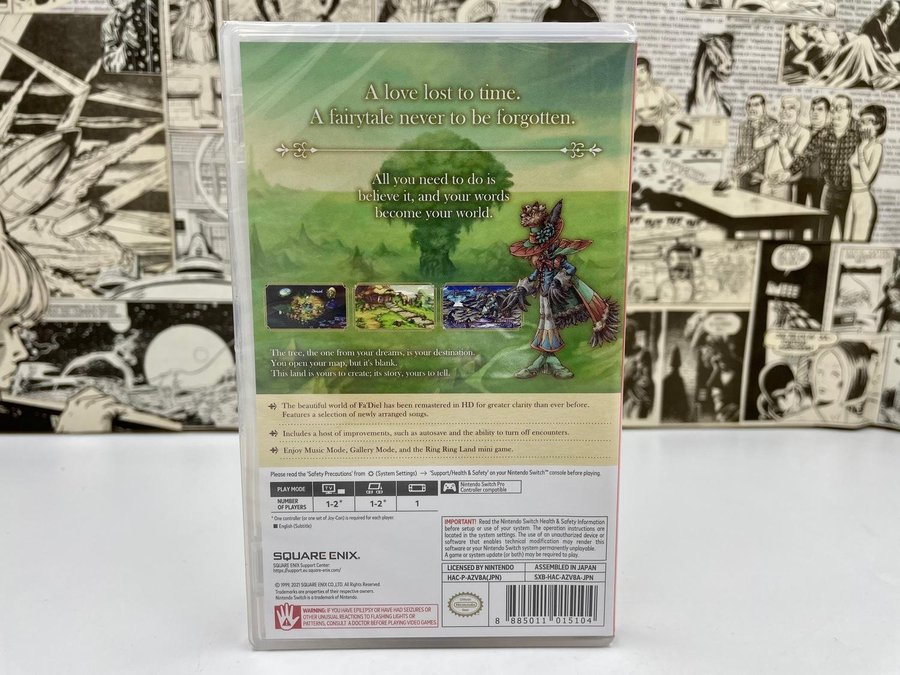 A love lost to time.
A fairytale never to be forgotten.
All you need to do is
believe it, and your words
become your world.
The tree, the one from your dreams, is your destination.
You open your map, but it's blank.
This land is yours to create; its story, yours to tell.
The beautiful world of Fa'Diel has been remastered in HD for greater clarity than ever before.
Features a selection of newly arranged songs.
Includes a host of improvements, such as autosave and the ability to turn off encounters.
Enjoy Music Mode, Gallery Mode, and the Ring Ring Land mini game.
Please read the 'Safety Precautions' from (System Settings) → 'Support/Health & Safety' on your Nintendo Switch™ console before playing.
PLAY MODE TV
Nintendo Switch Pro
Controller compatible
NUMBER
OF PLAYERS 1-2* 1-2* 1
* One controller (or one set of Joy-Con) is required for each player.
■ English (Subtitle)
IMPORTANT! Read the Nintendo Switch Health & Safety Information
before setup or use of your system. The operation instructions are
located in the system settings. The use of an unauthorized device or
software that enables technical modification may render this
software or your Nintendo Switch system permanently unplayable.
A game or system update (or both) may be required to play.
SQUARE ENIX.
SQUARE ENIX Support Center:
https://support.eu.square-enix.com/
LICENSED BY NINTENDO ASSEMBLED IN JAPAN
HAC-P-AZV8A(JPN) SXB-HAC-AZV8A-JPN
© 1999, 2021 SQUARE ENIX CO.,LTD. All Rights Reserved.
Trademarks are properties of their respective owners.
Nintendo Switch is a trademark of Nintendo.
WARNING: IF YOU HAVE EPILEPSY OR HAVE HAD SEIZURES OR
OTHER UNUSUAL REACTIONS TO FLASHING LIGHTS OR
PATTERNS, CONSULT A DOCTOR BEFORE PLAYING VIDEO GAMES.
Nintendo
8 885011 015104